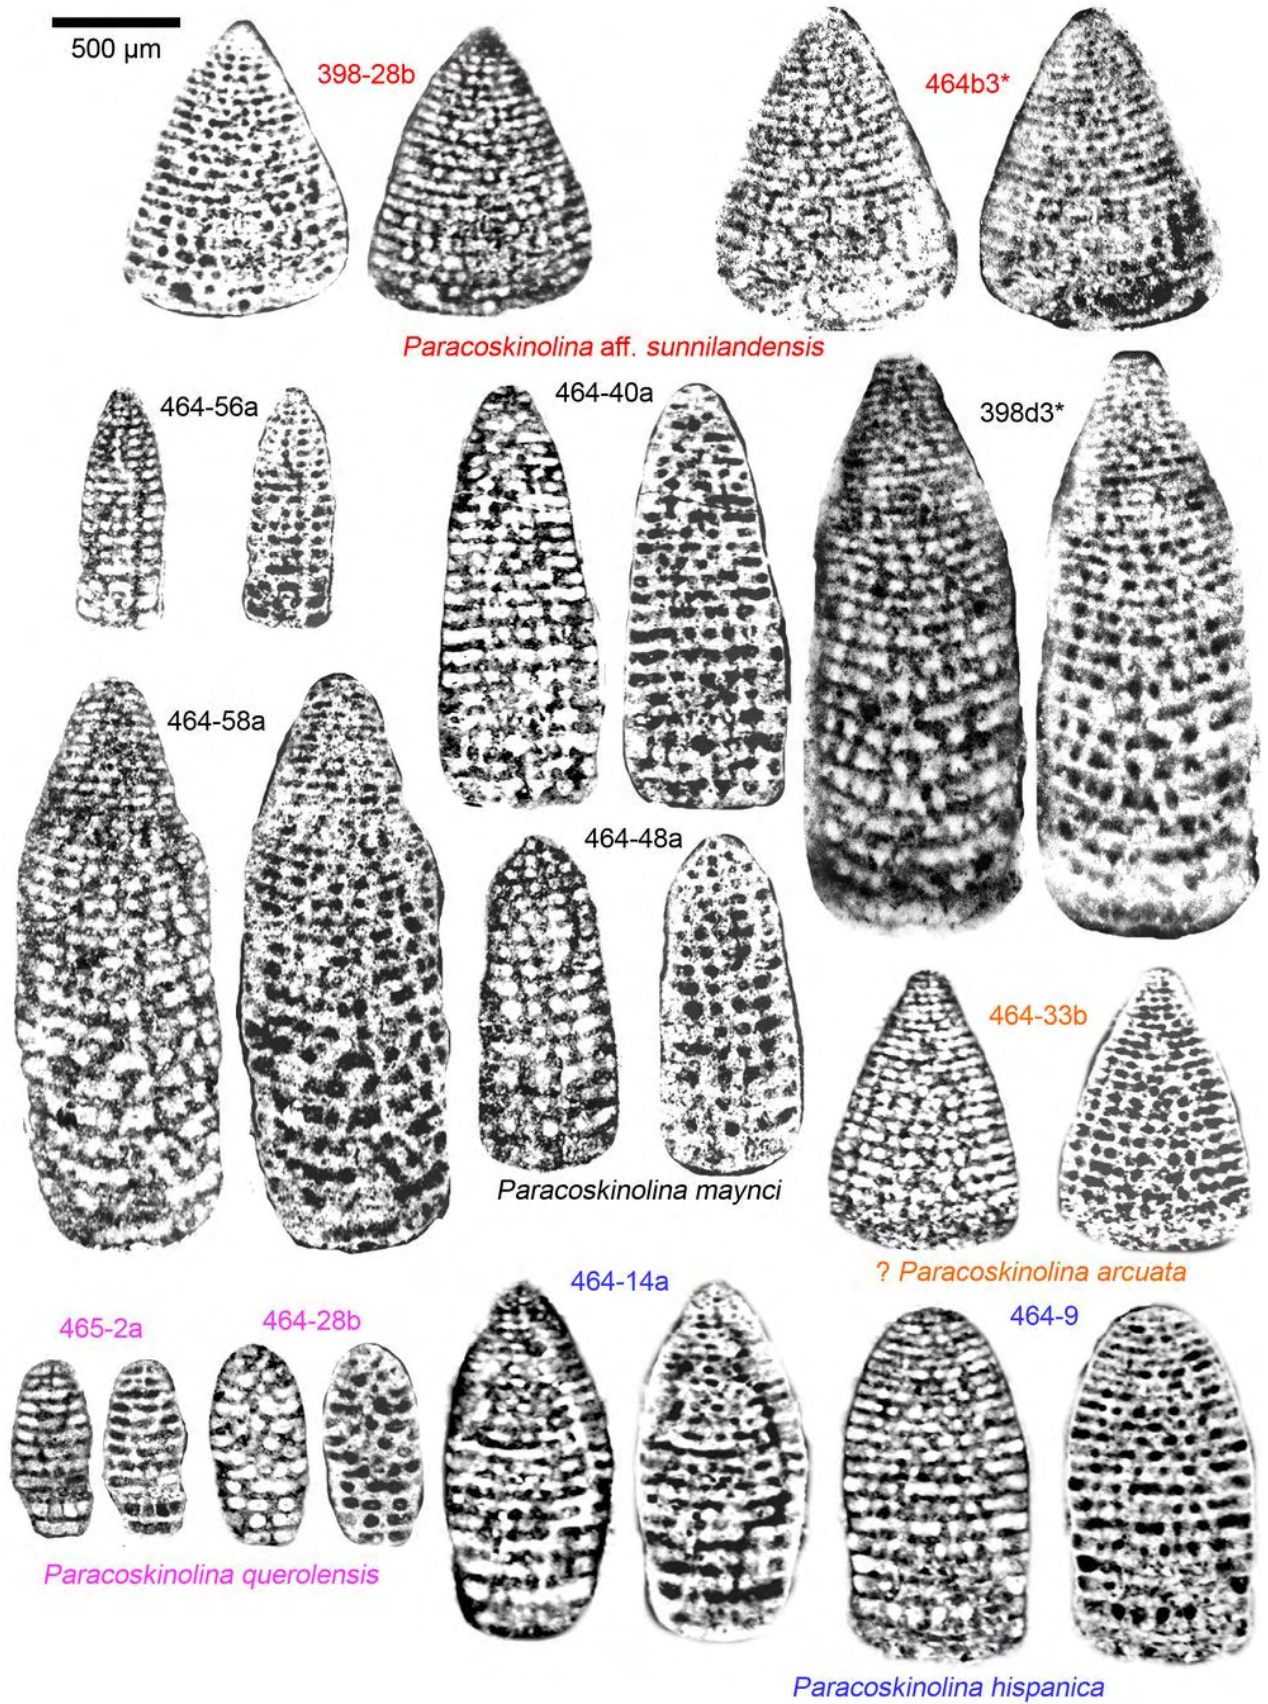 500 µm
398-28b
464b3*
Paracoskinolina aff. sunnilandensis
464-56a
464-40a
398d3*
464-58a
464-48a
Paracoskinolina maynci
464-33b
? Paracoskinolina arcuata
465-2a
464-28b
464-14a
464-9
Paracoskinolina querolensis
Paracoskinolina hispanica